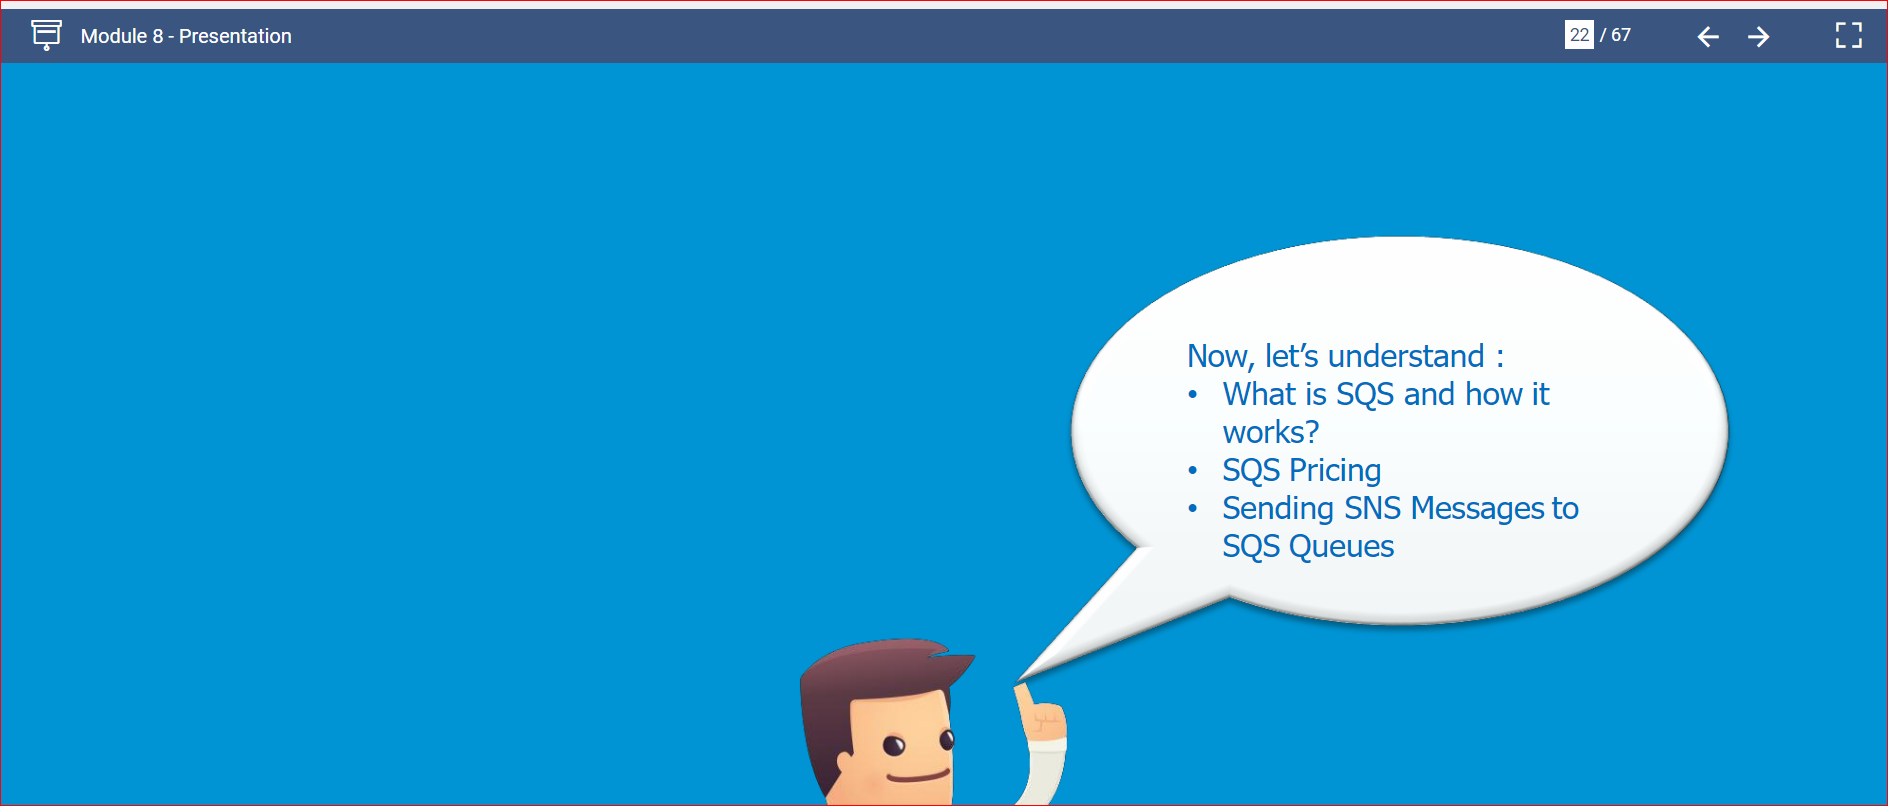 Module 8 - Presentation
22 / 67
Now, let’s understand :
• What is SQS and how it
works?
• SQS Pricing
• Sending SNS Messages to
SQS Queues